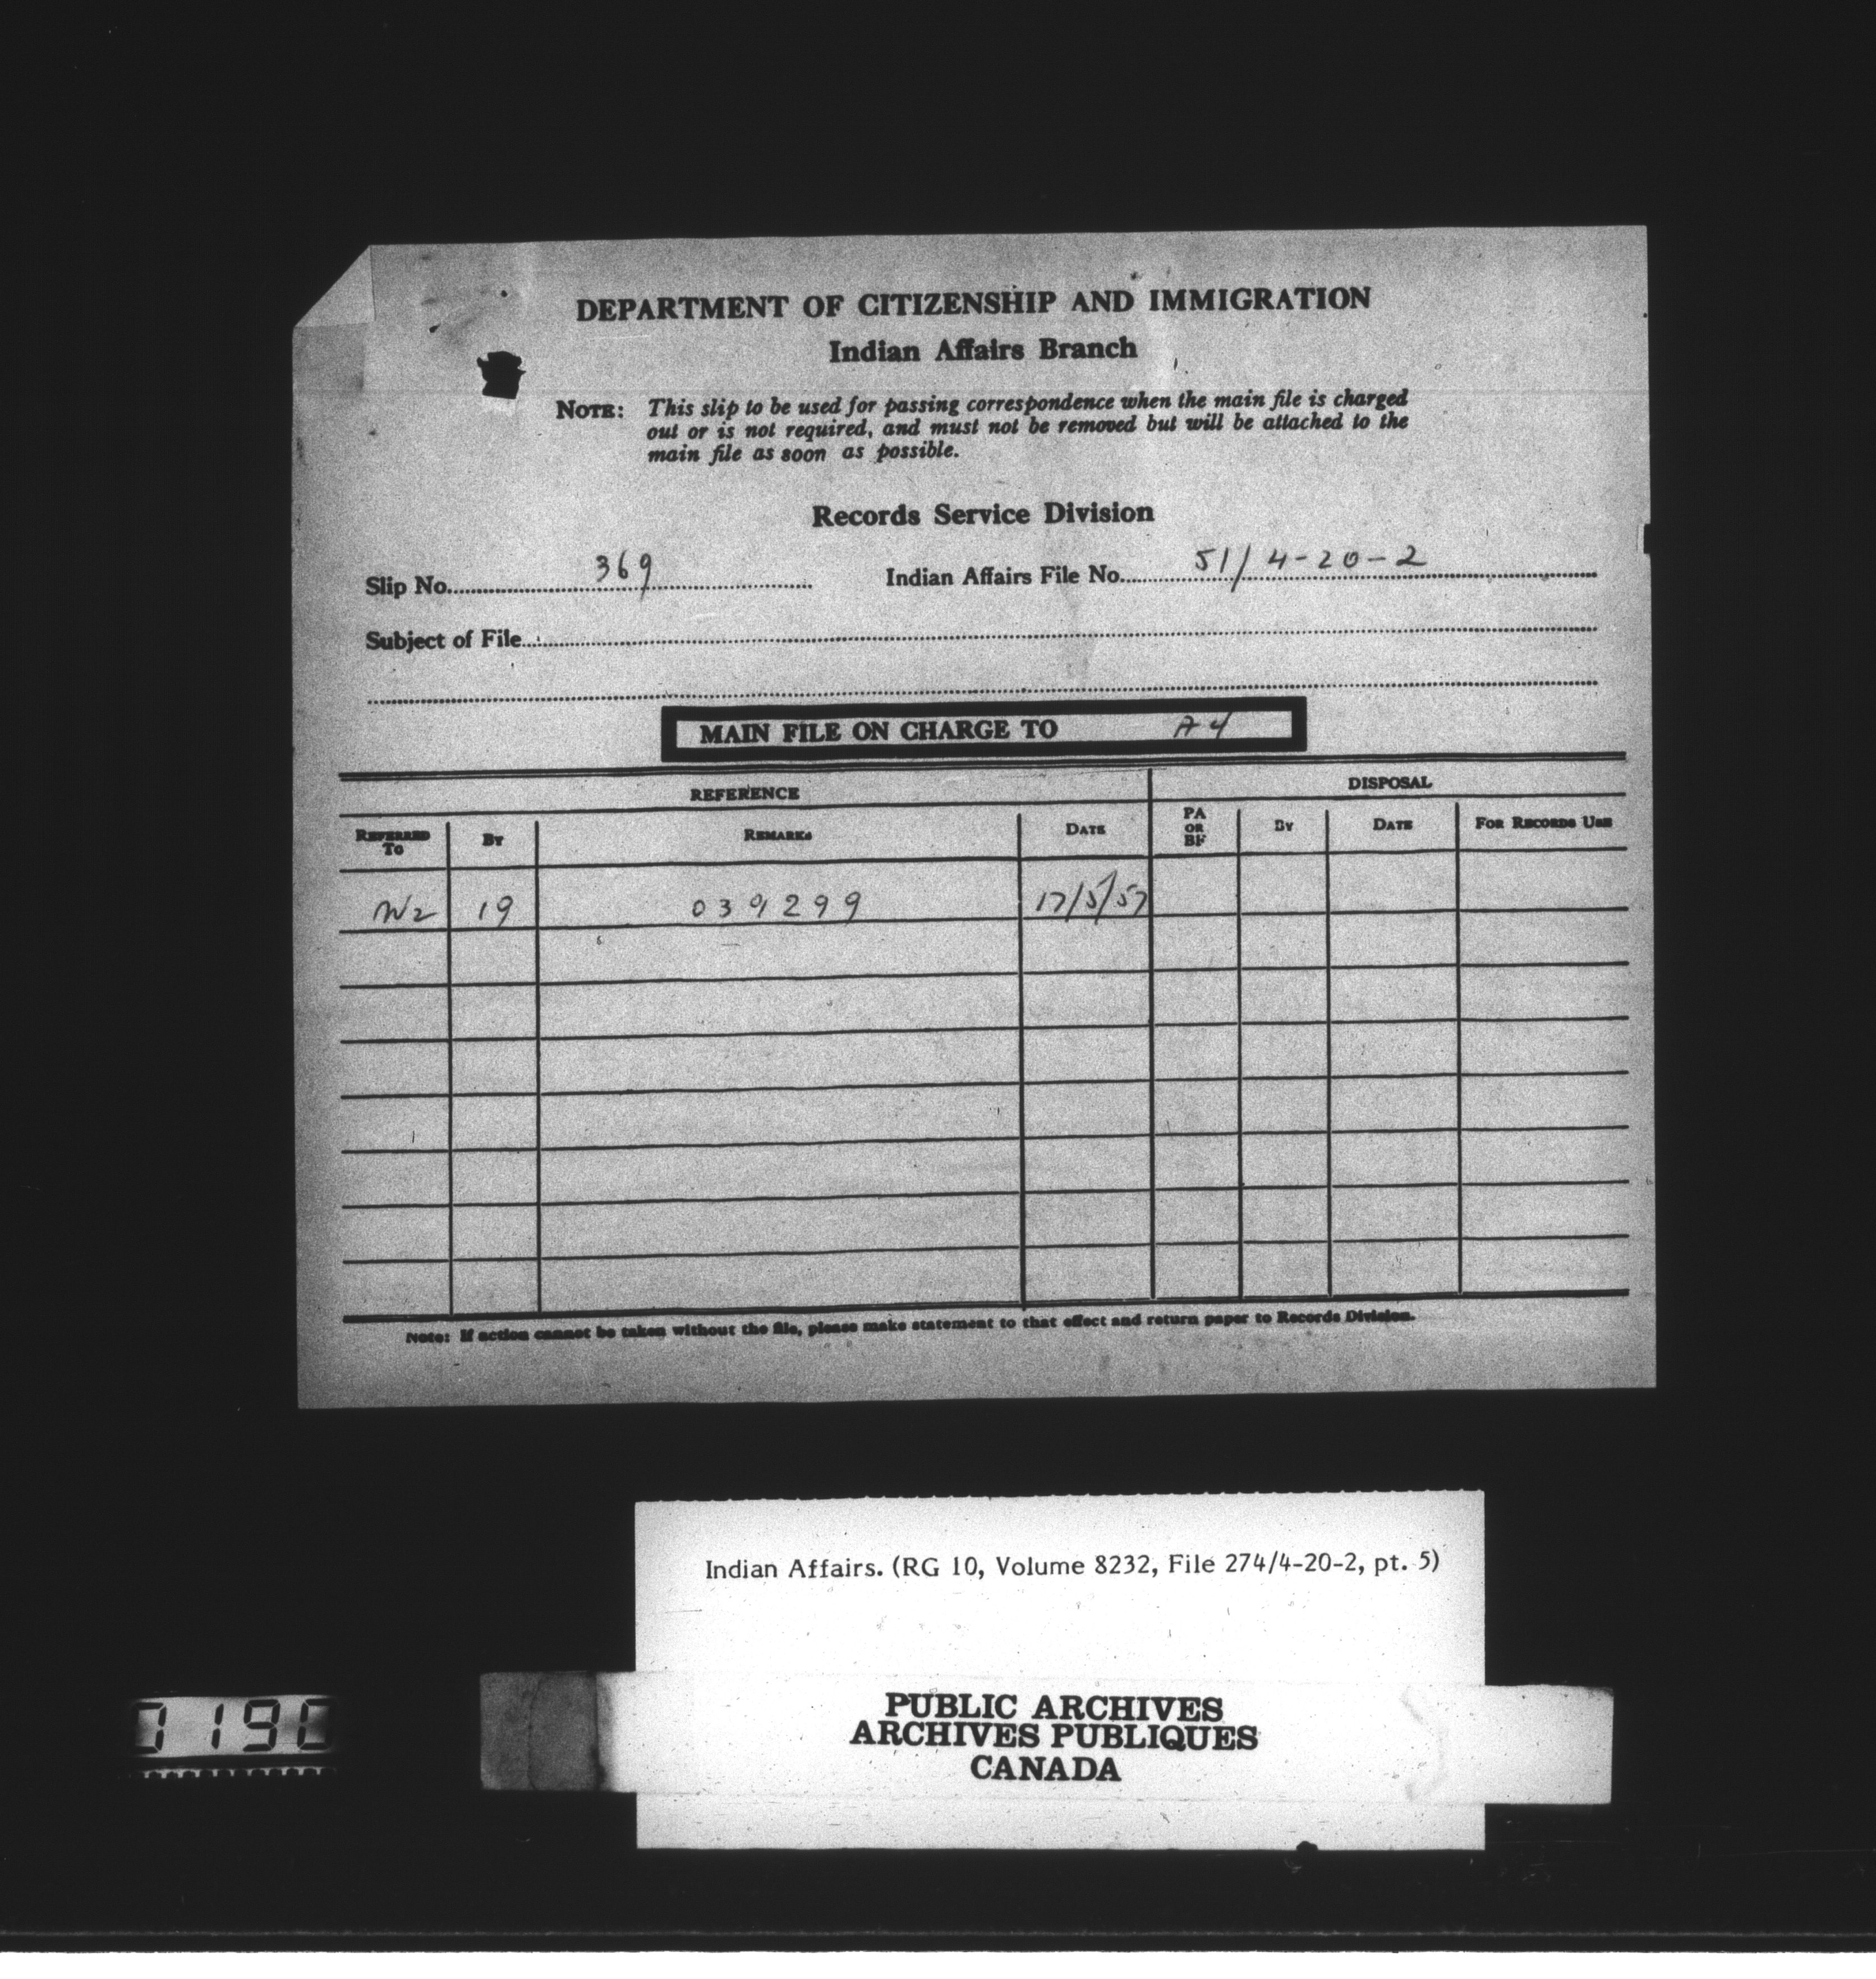 DEPARTMENT OF CITIZENSHIP AND IMMIGRATION
Indian Affairs Branch
NOTE: This slip to be used for passing correspondence when the main file is charged
out or is not required, and must not be removed but will be attached to the
main file as soon as possible.
Records Service Division
Slip No. 369 Indian Affairs File No. 51/4-20-2
Subject of File
MAIN FILE ON CHARGE TO A4
REFERENCE DISPOSAL
REFERRED TO BY REMARKS DATE PA OR BF BY DATE FOR RECORDS USE
19 039299 17/5/57
Note: If action cannot be taken without the file, please make statement to that effect and return paper to Records Division.
Indian Affairs. (RG 10, Volume 8232, File 274/4-20-2, pt. 5)
PUBLIC ARCHIVES
ARCHIVES PUBLIQUES
CANADA